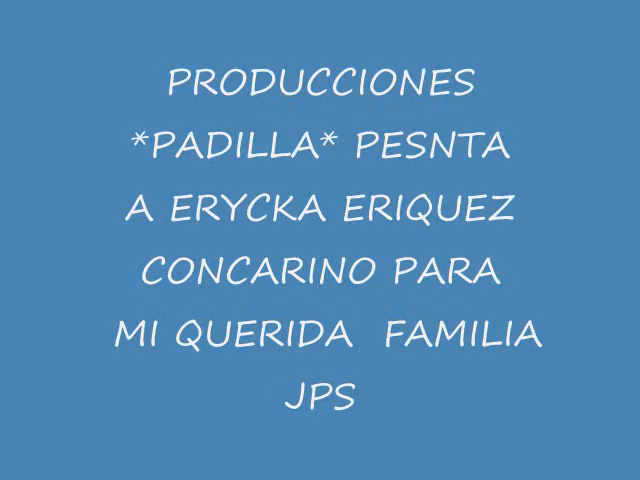 PRODUCCIONES
*PADILLA* PESNTA
A ERYCKA ERIQUEZ
CONCARINO PARA
MI QUERIDA FAMILIA
JPS